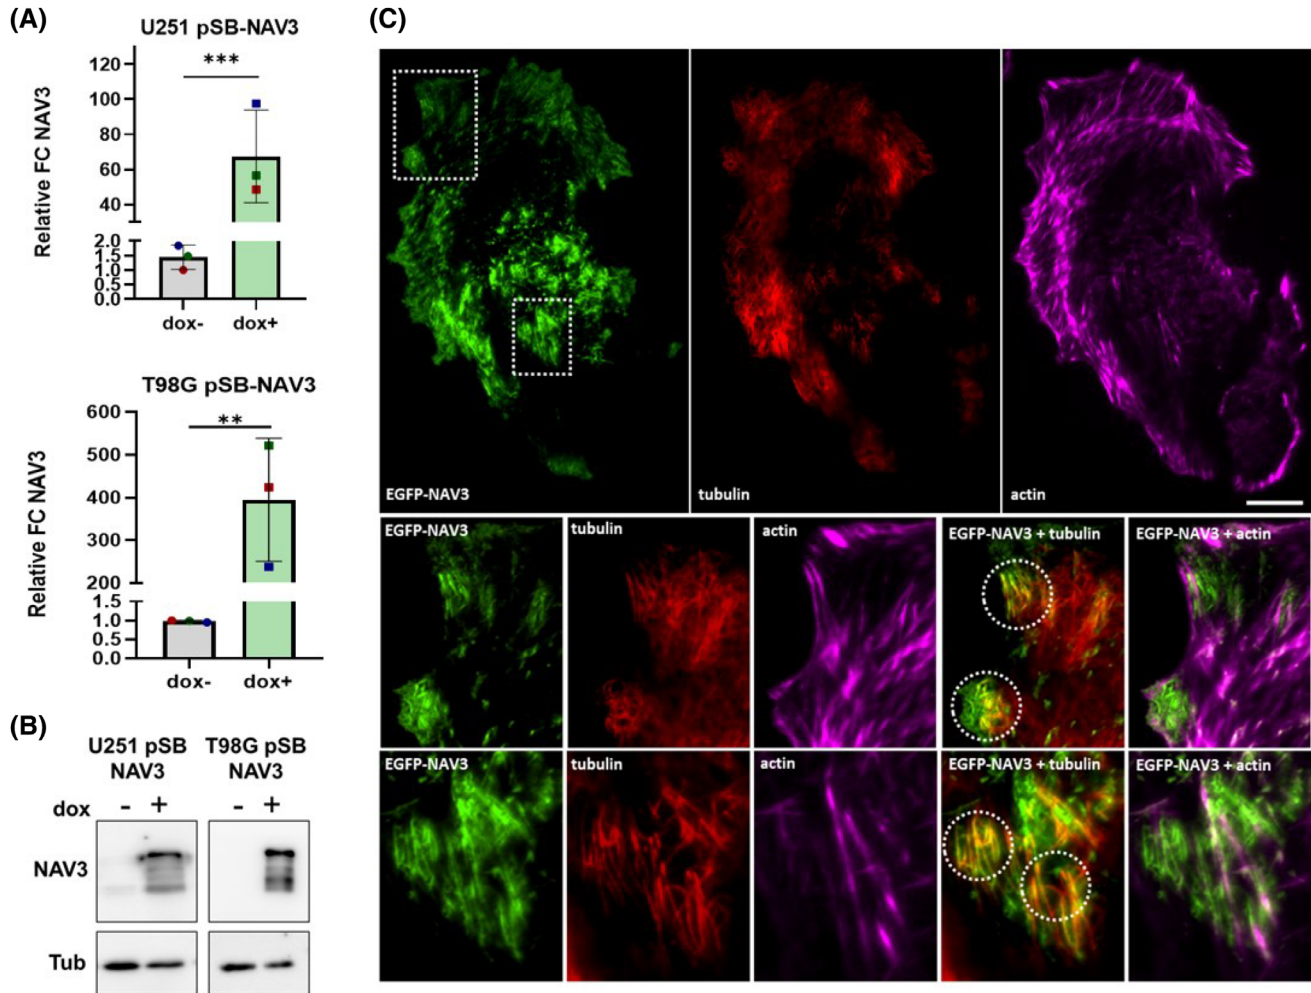 (A)
U251 pSB-NAV3
***
120
100
80
60
40
2.0
1.5
1.0
0.5
0.0
Relative FC NAV3
dox- dox+
T98G pSB-NAV3
**
600
500
400
300
200
1.5
1.0
0.5
0.0
Relative FC NAV3
dox- dox+
(B)
U251 pSB T98G pSB
NAV3 NAV3
dox - + - +
NAV3
Tub
(C)
EGFP-NAV3 tubulin actin
EGFP-NAV3 tubulin actin EGFP-NAV3 + tubulin EGFP-NAV3 + actin
EGFP-NAV3 tubulin actin EGFP-NAV3 + tubulin EGFP-NAV3 + actin